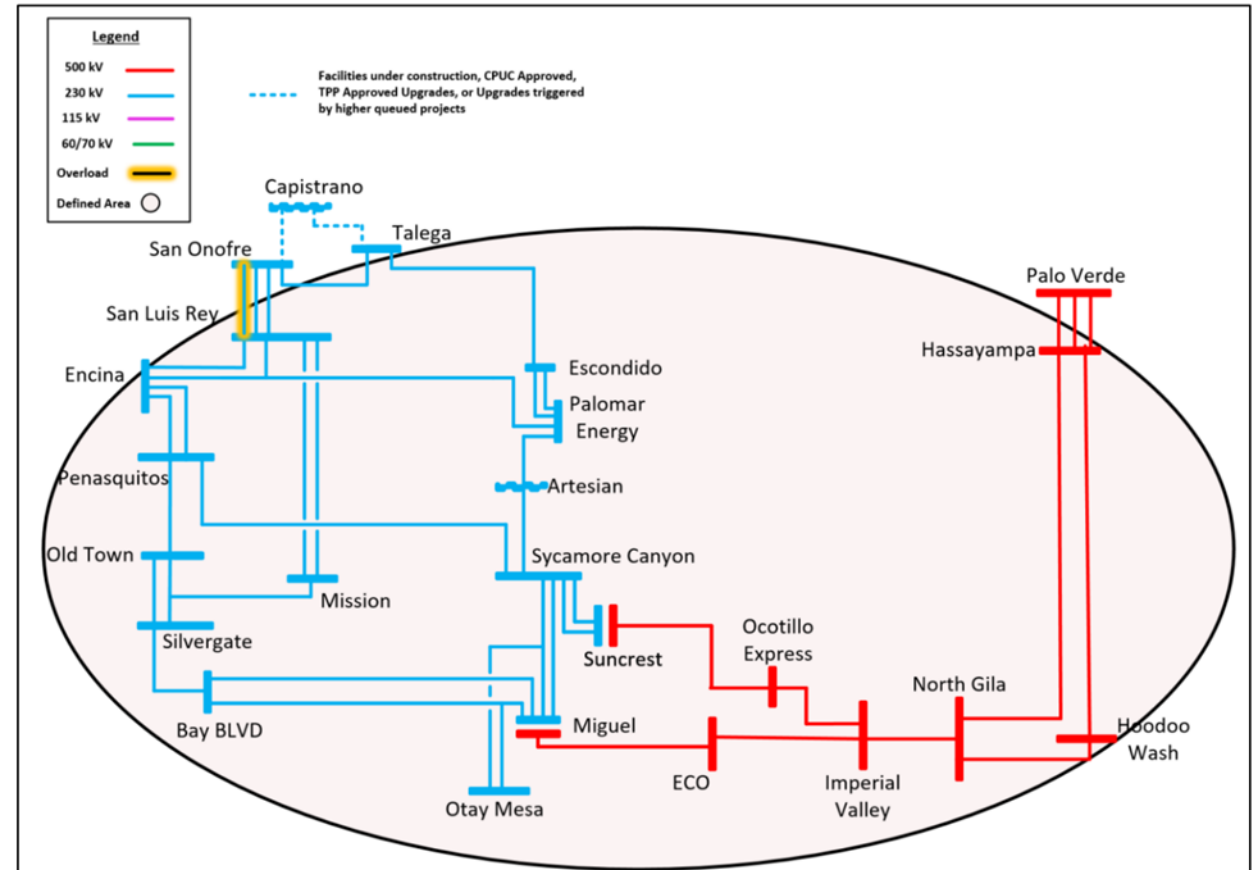 Legend
500 kV
230 kV
115 kV
60/70 kV
Overload
Defined Area
Facilities under construction, CPUC Approved,
TPP Approved Upgrades, or Upgrades triggered
by higher queued projects
Capistrano
Talega
San Onofre
Palo Verde
San Luis Rey
Hassayampa
Encina
Escondido
Palomar
Energy
Penasquitos
Artesian
Old Town
Sycamore Canyon
Mission
Silvergate
Ocotillo
Express
Suncrest
North Gila
Bay BLVD
Miguel
Hoodoo
Wash
ECO
Imperial
Valley
Otay Mesa